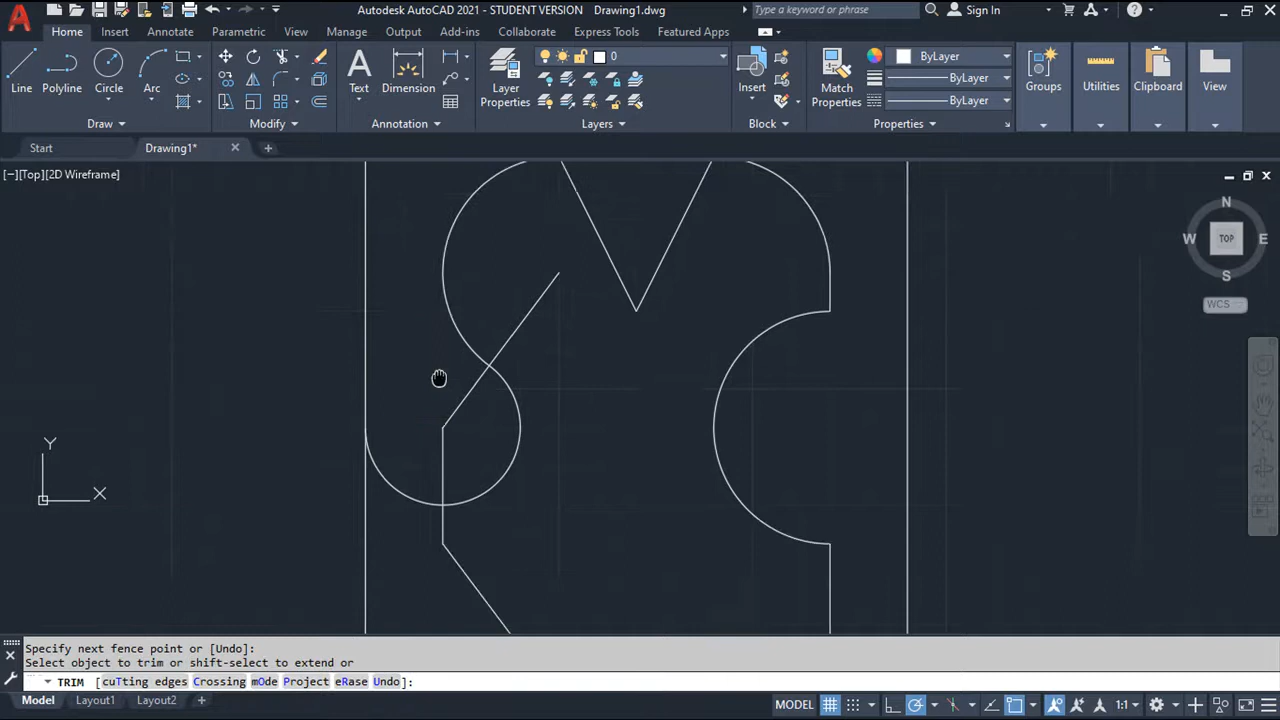 Autodesk AutoCAD 2021 - STUDENT VERSION Drawing1.dwg
Type a keyword or phrase
Sign In
Home Insert Annotate Parametric View Manage Output Add-ins Collaborate Express Tools Featured Apps
0
ByLayer
ByLayer
ByLayer
Line Polyline Circle Arc
Text Dimension
Layer Properties
Insert
Match Properties
Groups Utilities Clipboard View
Draw Modify Annotation Layers Block Properties
Start Drawing1*
[−][Top][2D Wireframe]
N
W TOP E
S
WCS
Y
X
Specify next fence point or [Undo]:
Select object to trim or shift-select to extend or
TRIM [cuTting edges Crossing mOde Project eRase Undo]:
Model Layout1 Layout2 MODEL 1:1